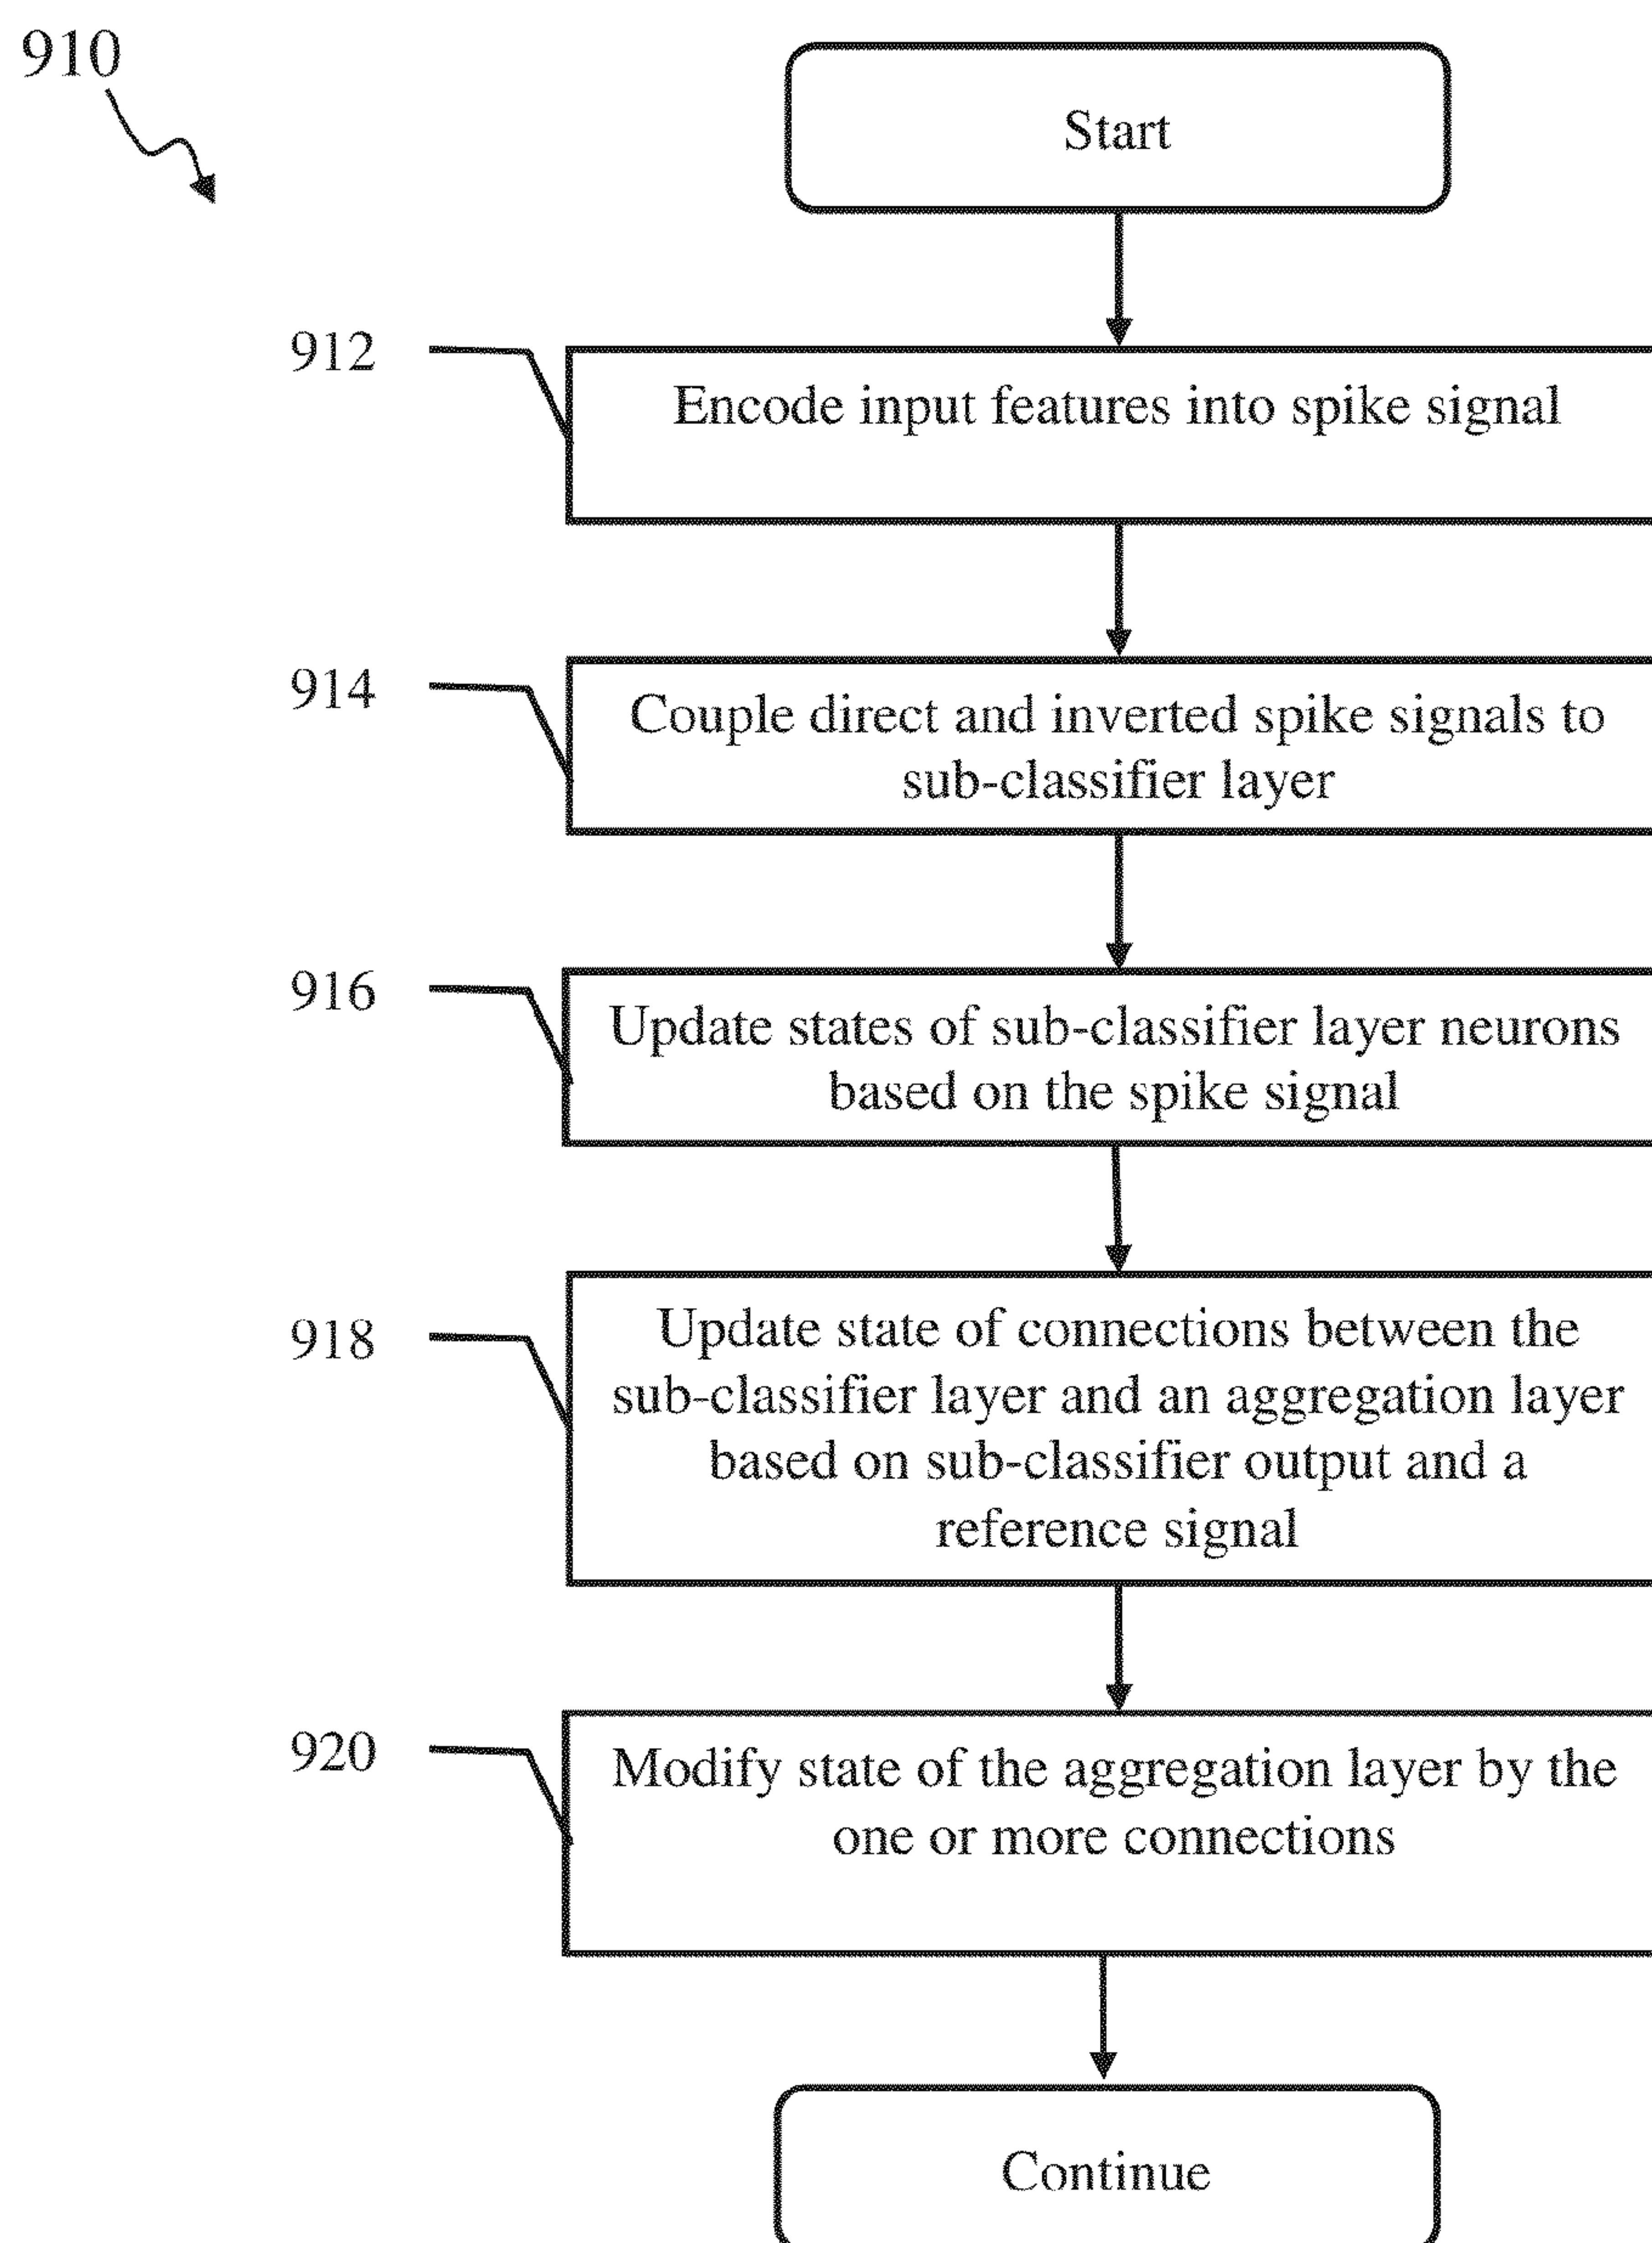 910
Start
912
Encode input features into spike signal
914
Couple direct and inverted spike signals to
sub-classifier layer
916
Update states of sub-classifier layer neurons
based on the spike signal
918
Update state of connections between the
sub-classifier layer and an aggregation layer
based on sub-classifier output and a
reference signal
920
Modify state of the aggregation layer by the
one or more connections
Continue